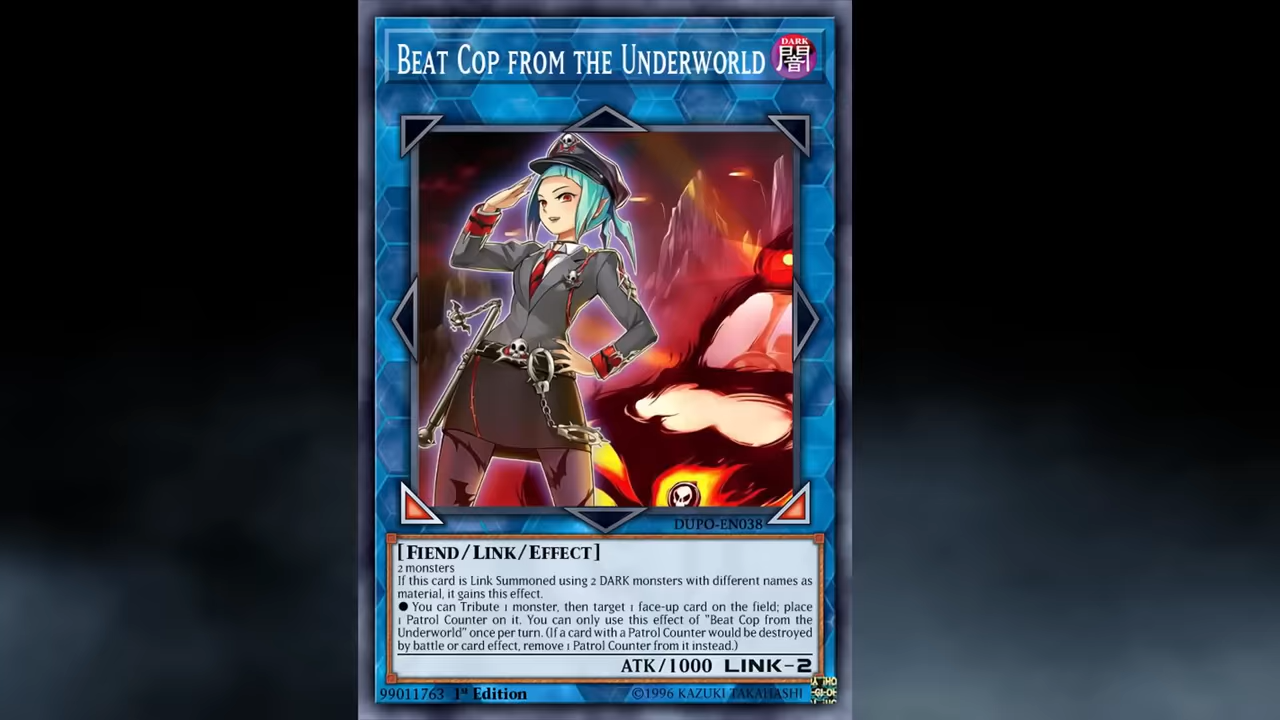 BEAT COP FROM THE UNDERWORLD
DARK
闇
DUPO-EN038
[FIEND/LINK/EFFECT]
2 monsters
If this card is Link Summoned using 2 DARK monsters with different names as
material, it gains this effect.
● You can Tribute 1 monster, then target 1 face-up card on the field; place
1 Patrol Counter on it. You can only use this effect of "Beat Cop from the
Underworld" once per turn. (If a card with a Patrol Counter would be destroyed
by battle or card effect, remove 1 Patrol Counter from it instead.)
ATK/1000 LINK-2
99011763 1st Edition ©1996 KAZUKI TAKAHASHI